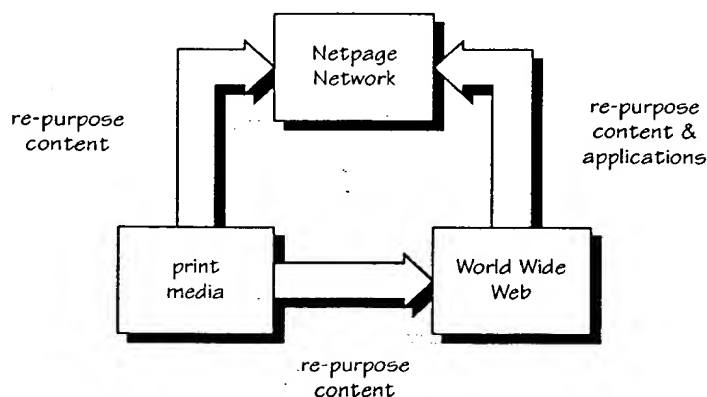 Netpage
Network
re-purpose
content
re-purpose
content &
applications
print
media
World Wide
Web
re-purpose
content